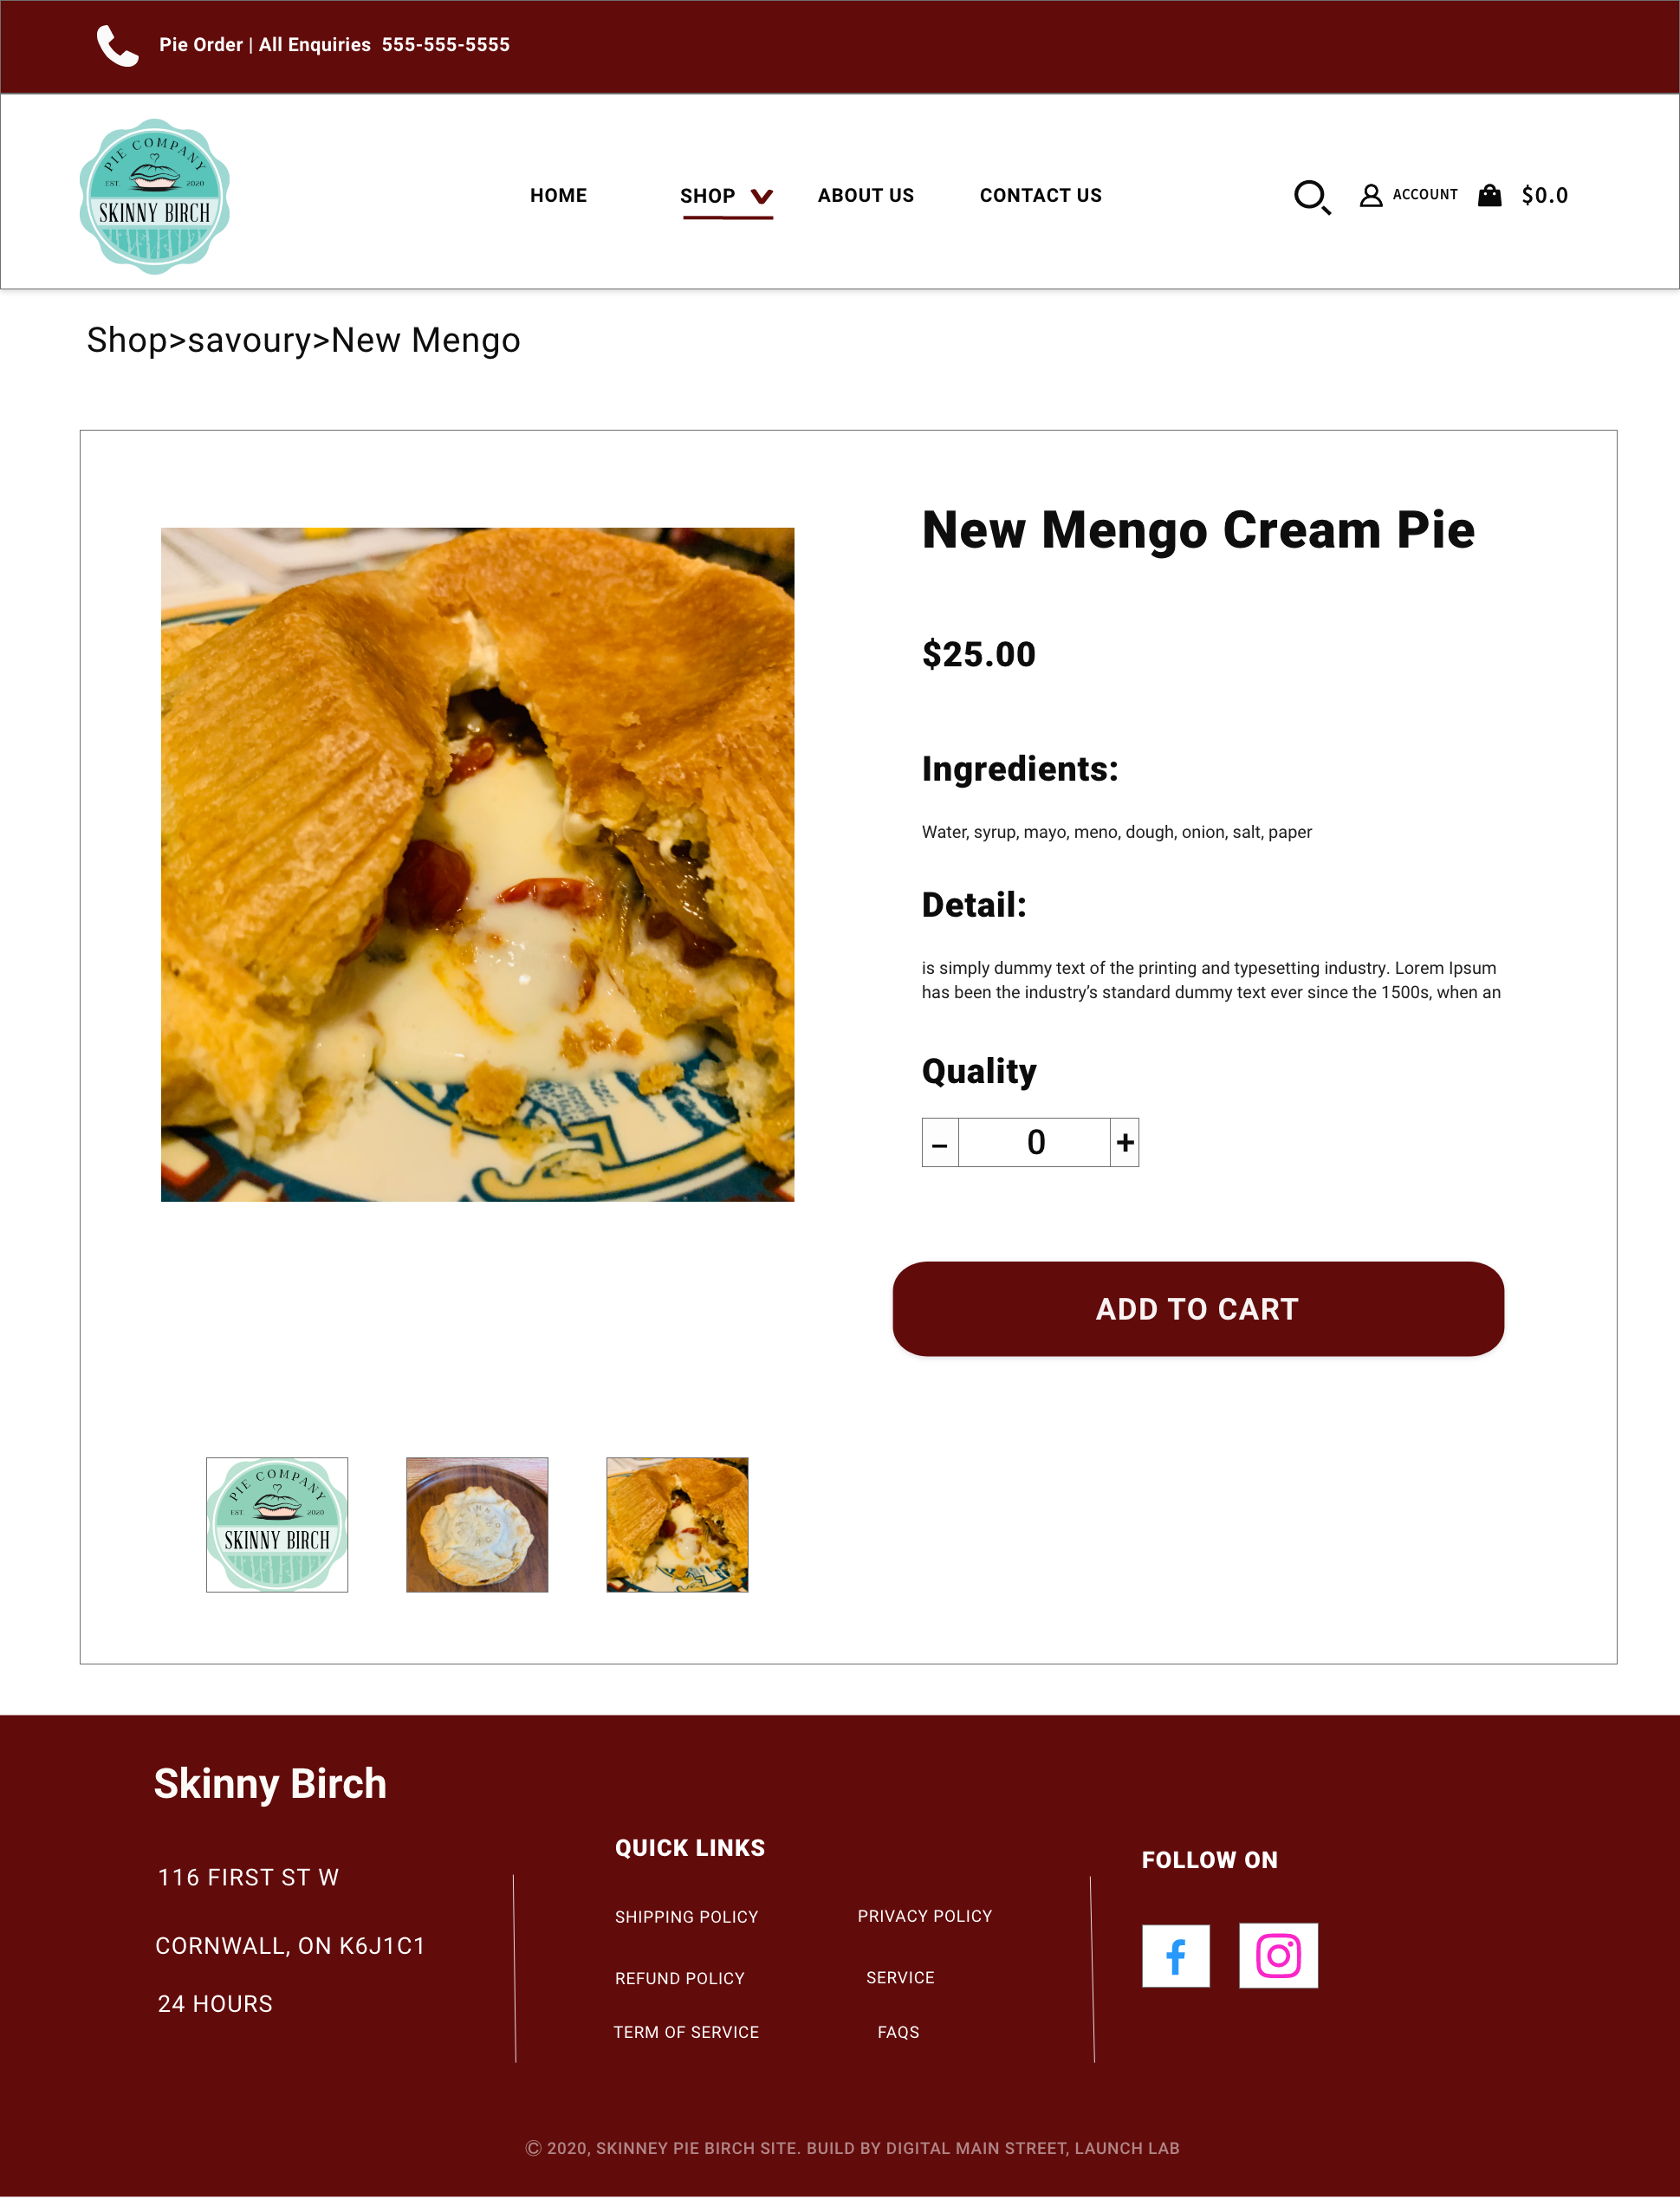 Pie Order | All Enquiries 555-555-5555
PIE COMPANY
EST. 2020
SKINNY BIRCH
HOME SHOP ABOUT US CONTACT US ACCOUNT $0.0
Shop>savoury>New Mengo
New Mengo Cream Pie
$25.00
Ingredients:
Water, syrup, mayo, meno, dough, onion, salt, paper
Detail:
is simply dummy text of the printing and typesetting industry. Lorem Ipsum
has been the industry's standard dummy text ever since the 1500s, when an
Quality
– 0 +
ADD TO CART
PIE COMPANY
EST. 2020
SKINNY BIRCH
Skinny Birch
116 FIRST ST W
CORNWALL, ON K6J1C1
24 HOURS
QUICK LINKS
SHIPPING POLICY PRIVACY POLICY
REFUND POLICY SERVICE
TERM OF SERVICE FAQS
FOLLOW ON
f
© 2020, SKINNEY PIE BIRCH SITE. BUILD BY DIGITAL MAIN STREET, LAUNCH LAB